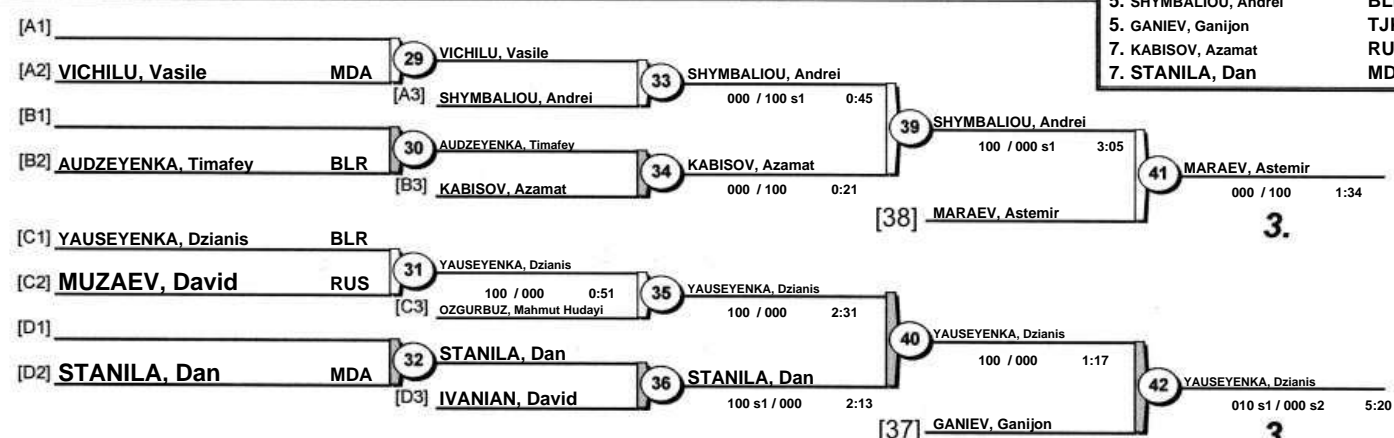 5. SHYMBALIOU, Andrei
5. GANIEV, Ganijon
7. KABISOV, Azamat
7. STANILA, Dan
[A1]
[A2] VICHILU, Vasile MDA
29
VICHILU, Vasile
[A3] SHYMBALIOU, Andrei
33
SHYMBALIOU, Andrei
000 / 100 s1 0:45
[B1]
[B2] AUDZEYENKA, Timafey BLR
30
AUDZEYENKA, Timafey
[B3] KABISOV, Azamat
34
KABISOV, Azamat
000 / 100 0:21
39
SHYMBALIOU, Andrei
100 / 000 s1 3:05
[38] MARAEV, Astemir
41
MARAEV, Astemir
000 / 100 1:34
3.
[C1] YAUSEYENKA, Dzianis BLR
[C2] MUZAEV, David RUS
31
YAUSEYENKA, Dzianis
100 / 000 0:51
[C3] OZGURBUZ, Mahmut Hudayi
35
YAUSEYENKA, Dzianis
100 / 000 2:31
[D1]
[D2] STANILA, Dan MDA
32
STANILA, Dan
[D3] IVANIAN, David
36
STANILA, Dan
100 s1 / 000 2:13
40
YAUSEYENKA, Dzianis
100 / 000 1:17
[37] GANIEV, Ganijon
42
YAUSEYENKA, Dzianis
010 s1 / 000 s2 5:20
3